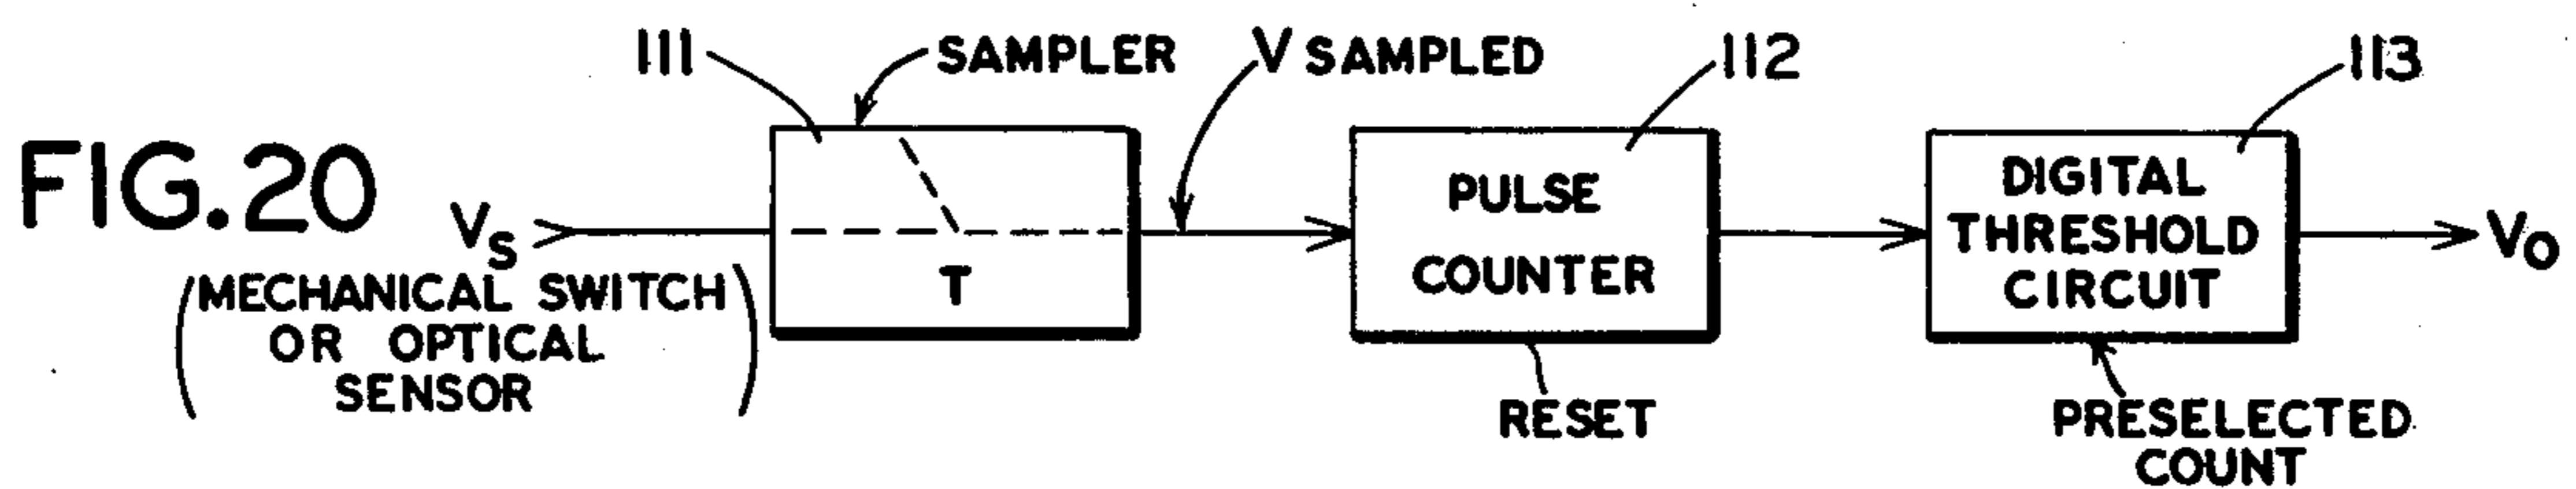 FIG.20
111
SAMPLER
V SAMPLED
112
113
VS
(MECHANICAL SWITCH
OR OPTICAL
SENSOR)
T
PULSE
COUNTER
RESET
DIGITAL
THRESHOLD
CIRCUIT
PRESELECTED
COUNT
VO